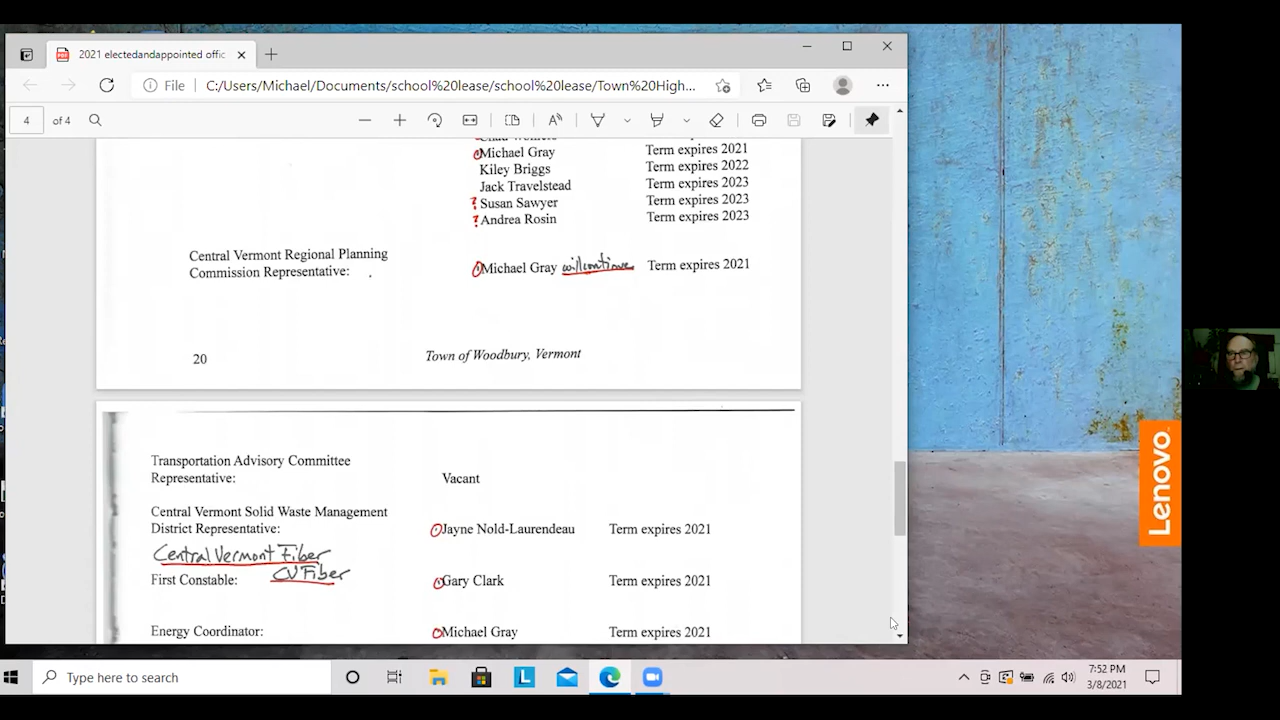 2021 electedandappointed offic
File C:/Users/Michael/Documents/school%20lease/school%20lease/Town%20High...
4 of 4
Michael Gray Term expires 2021
Kiley Briggs Term expires 2022
Jack Travelstead Term expires 2023
? Susan Sawyer Term expires 2023
? Andrea Rosin Term expires 2023
Central Vermont Regional Planning
Commission Representative: Michael Gray will continue Term expires 2021
20 Town of Woodbury, Vermont
Transportation Advisory Committee
Representative: Vacant
Central Vermont Solid Waste Management
District Representative: Jayne Nold-Laurendeau Term expires 2021
Central Vermont Fiber
CV Fiber
First Constable: Gary Clark Term expires 2021
Energy Coordinator: Michael Gray Term expires 2021
Lenovo
Type here to search
7:52 PM
3/8/2021